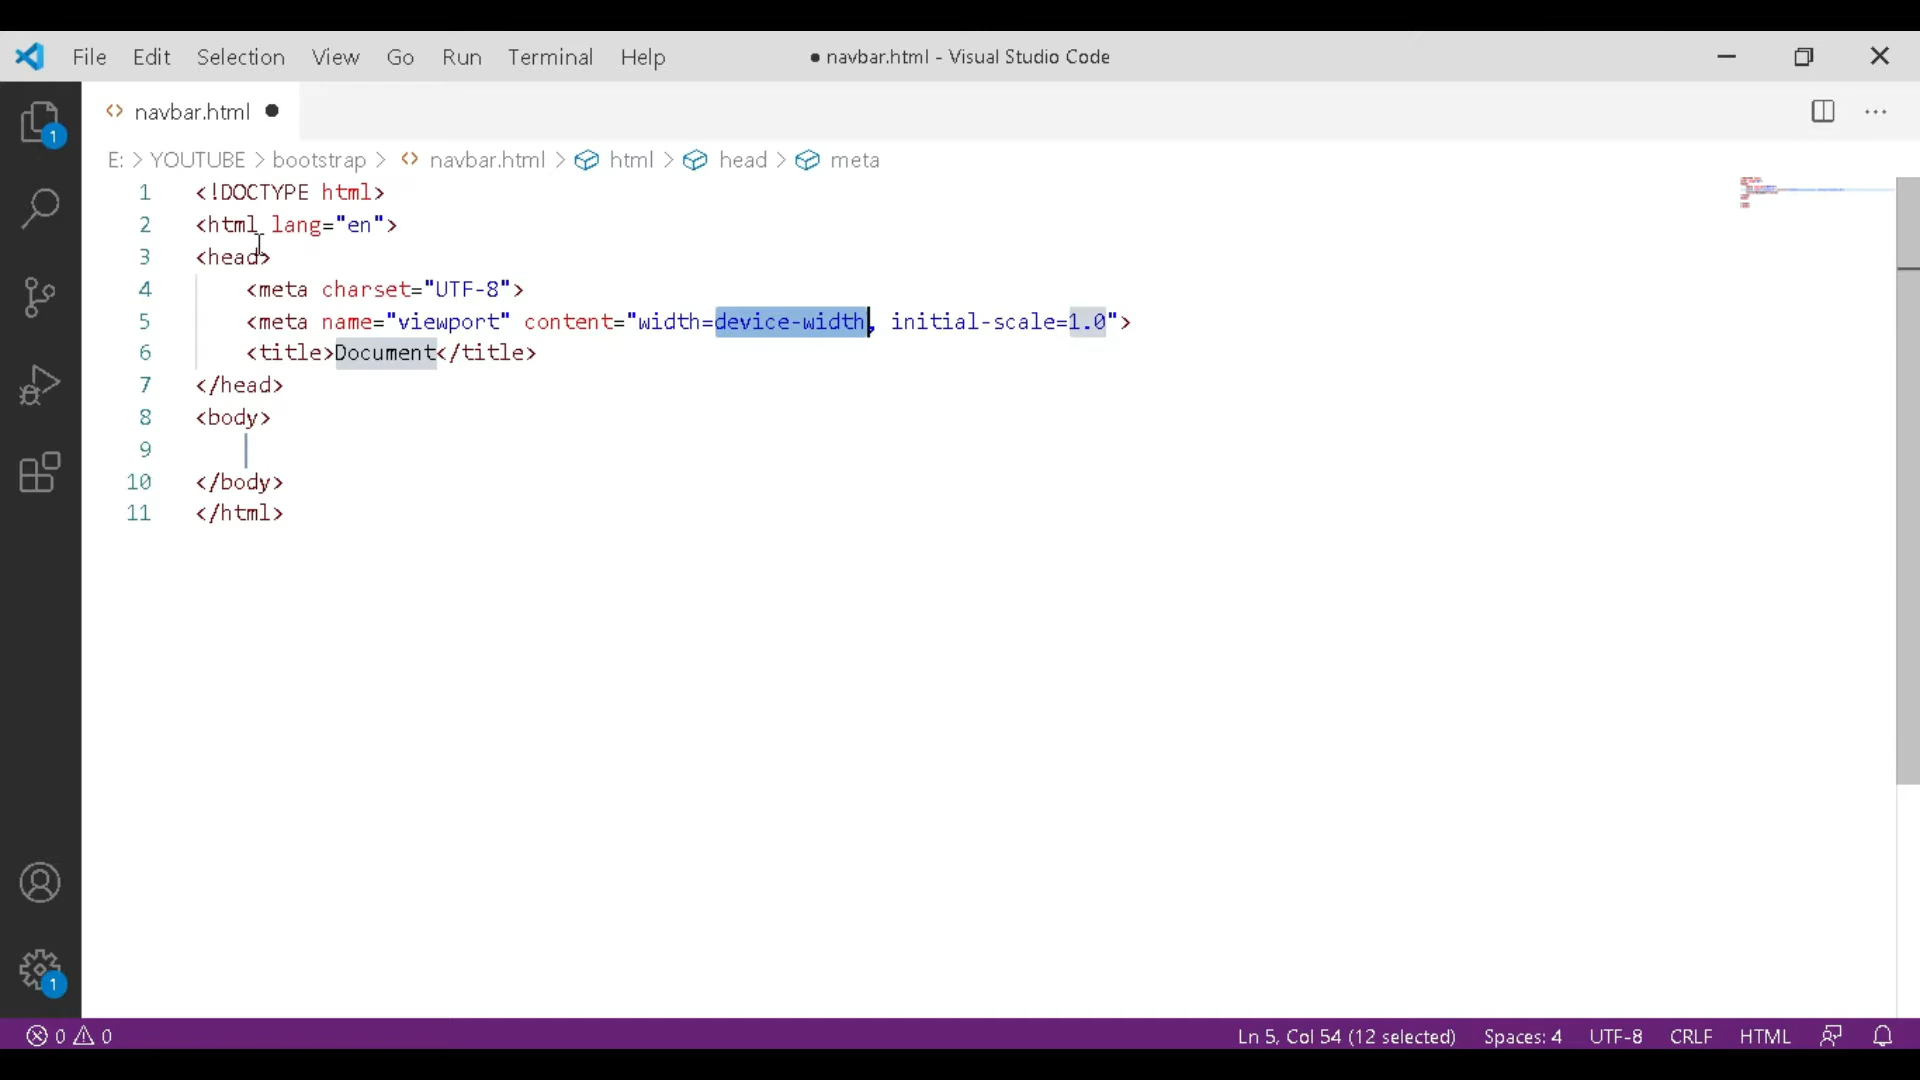 File Edit Selection View Go Run Terminal Help ● navbar.html - Visual Studio Code
navbar.html ●
E: > YOUTUBE > bootstrap > navbar.html > html > head > meta
1 <!DOCTYPE html>
2 <html lang="en">
3 <head>
4 <meta charset="UTF-8">
5 <meta name="viewport" content="width=device-width, initial-scale=1.0">
6 <title>Document</title>
7 </head>
8 <body>
9
10 </body>
11 </html>
1
1
0 0 Ln 5, Col 54 (12 selected) Spaces: 4 UTF-8 CRLF HTML